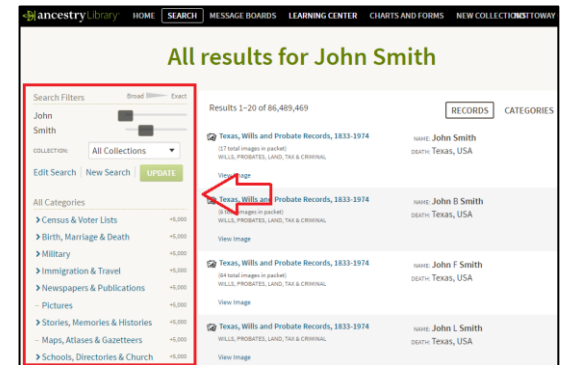 ancestryLibrary HOME SEARCH MESSAGE BOARDS LEARNING CENTER CHARTS AND FORMS NEW COLLECTIONS
All results for John Smith
Search Filters Broad Exact
John
Smith
COLLECTION: All Collections
Edit Search New Search UPDATE
All Categories
Census & Voter Lists +5,000
Birth, Marriage & Death +5,000
Military +5,000
Immigration & Travel +5,000
Newspapers & Publications +5,000
– Pictures +5,000
Stories, Memories & Histories +5,000
– Maps, Atlases & Gazetteers +5,000
Schools, Directories & Church +5,000
Results 1–20 of 86,489,469 RECORDS CATEGORIES
Texas, Wills and Probate Records, 1833-1974 NAME: John Smith
(17 total images in packet) DEATH: Texas, USA
WILLS, PROBATES, LAND, TAX & CRIMINAL
View Image
Texas, Wills and Probate Records, 1833-1974 NAME: John B Smith
total images in packet) DEATH: Texas, USA
WILLS, PROBATES, LAND, TAX & CRIMINAL
View Image
Texas, Wills and Probate Records, 1833-1974 NAME: John F Smith
(84 total images in packet) DEATH: Texas, USA
WILLS, PROBATES, LAND, TAX & CRIMINAL
View Image
Texas, Wills and Probate Records, 1833-1974 NAME: John L Smith
WILLS, PROBATES, LAND, TAX & CRIMINAL DEATH: Texas, USA
View Image